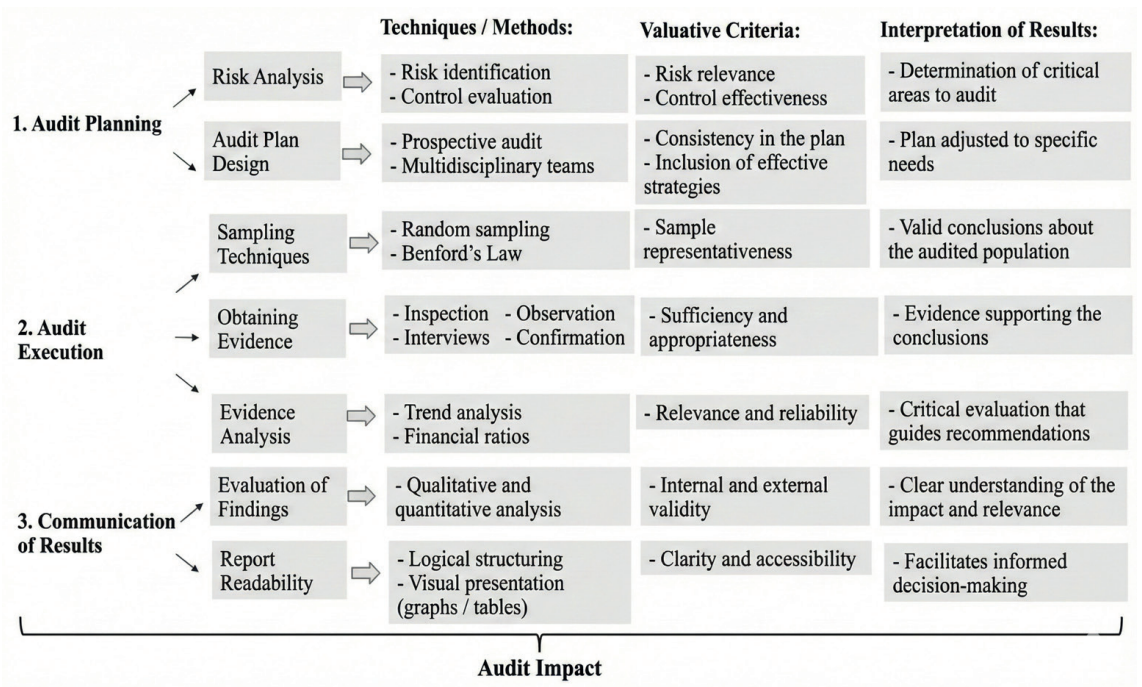 Techniques / Methods:
Valuative Criteria:
Interpretation of Results:
1. Audit Planning
Risk Analysis
- Risk identification
- Control evaluation
- Risk relevance
- Control effectiveness
- Determination of critical
areas to audit
Audit Plan
Design
- Prospective audit
- Multidisciplinary teams
- Consistency in the plan
- Inclusion of effective
strategies
- Plan adjusted to specific
needs
2. Audit
Execution
Sampling
Techniques
- Random sampling
- Benford's Law
- Sample
representativeness
- Valid conclusions about
the audited population
Obtaining
Evidence
- Inspection - Observation
- Interviews - Confirmation
- Sufficiency and
appropriateness
- Evidence supporting the
conclusions
Evidence
Analysis
- Trend analysis
- Financial ratios
- Relevance and reliability
- Critical evaluation that
guides recommendations
3. Communication
of Results
Evaluation of
Findings
- Qualitative and
quantitative analysis
- Internal and external
validity
- Clear understanding of the
impact and relevance
Report
Readability
- Logical structuring
- Visual presentation
(graphs / tables)
- Clarity and accessibility
- Facilitates informed
decision-making
Audit Impact